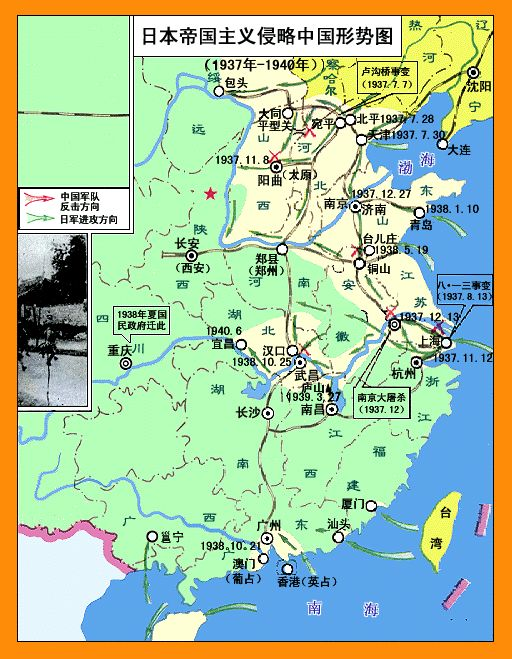 日本帝国主义侵略中国形势图
(1937年-1940年)
热
辽
河
察哈尔
绥
包头
卢沟桥事变
(1937.7.7)
沈阳
宁
大同
平型关
宛平
北平1937.7.28
天津1937.7.30
远
山
河
大连
渤海
1937.11.8
阳曲
(太原)
北
西
1937.12.27
南京
济南
东
山
1938.1.10
青岛
中国军队
反击方向
日军进攻方向
陕
长安
(西安)
西
郑县
(郑州)
台儿庄
1938.5.19
铜山
江
苏
河
南
安
徽
八·一三事变
(1937.8.13)
1938年夏国
民政府迁此
四
川
重庆
湖
北
1940.6
宜昌
汉口
1938.10.25
武昌
庐山
1939.3.27
南昌
1937.12.13
上海
1937.11.12
杭州
浙
江
南京大屠杀
(1937.12)
湖
南
长沙
江
西
福
建
厦门
汕头
台
湾
广
西
邕宁
广
东
广州
1938.10.21
澳门
(葡占)
香港(英占)
南海